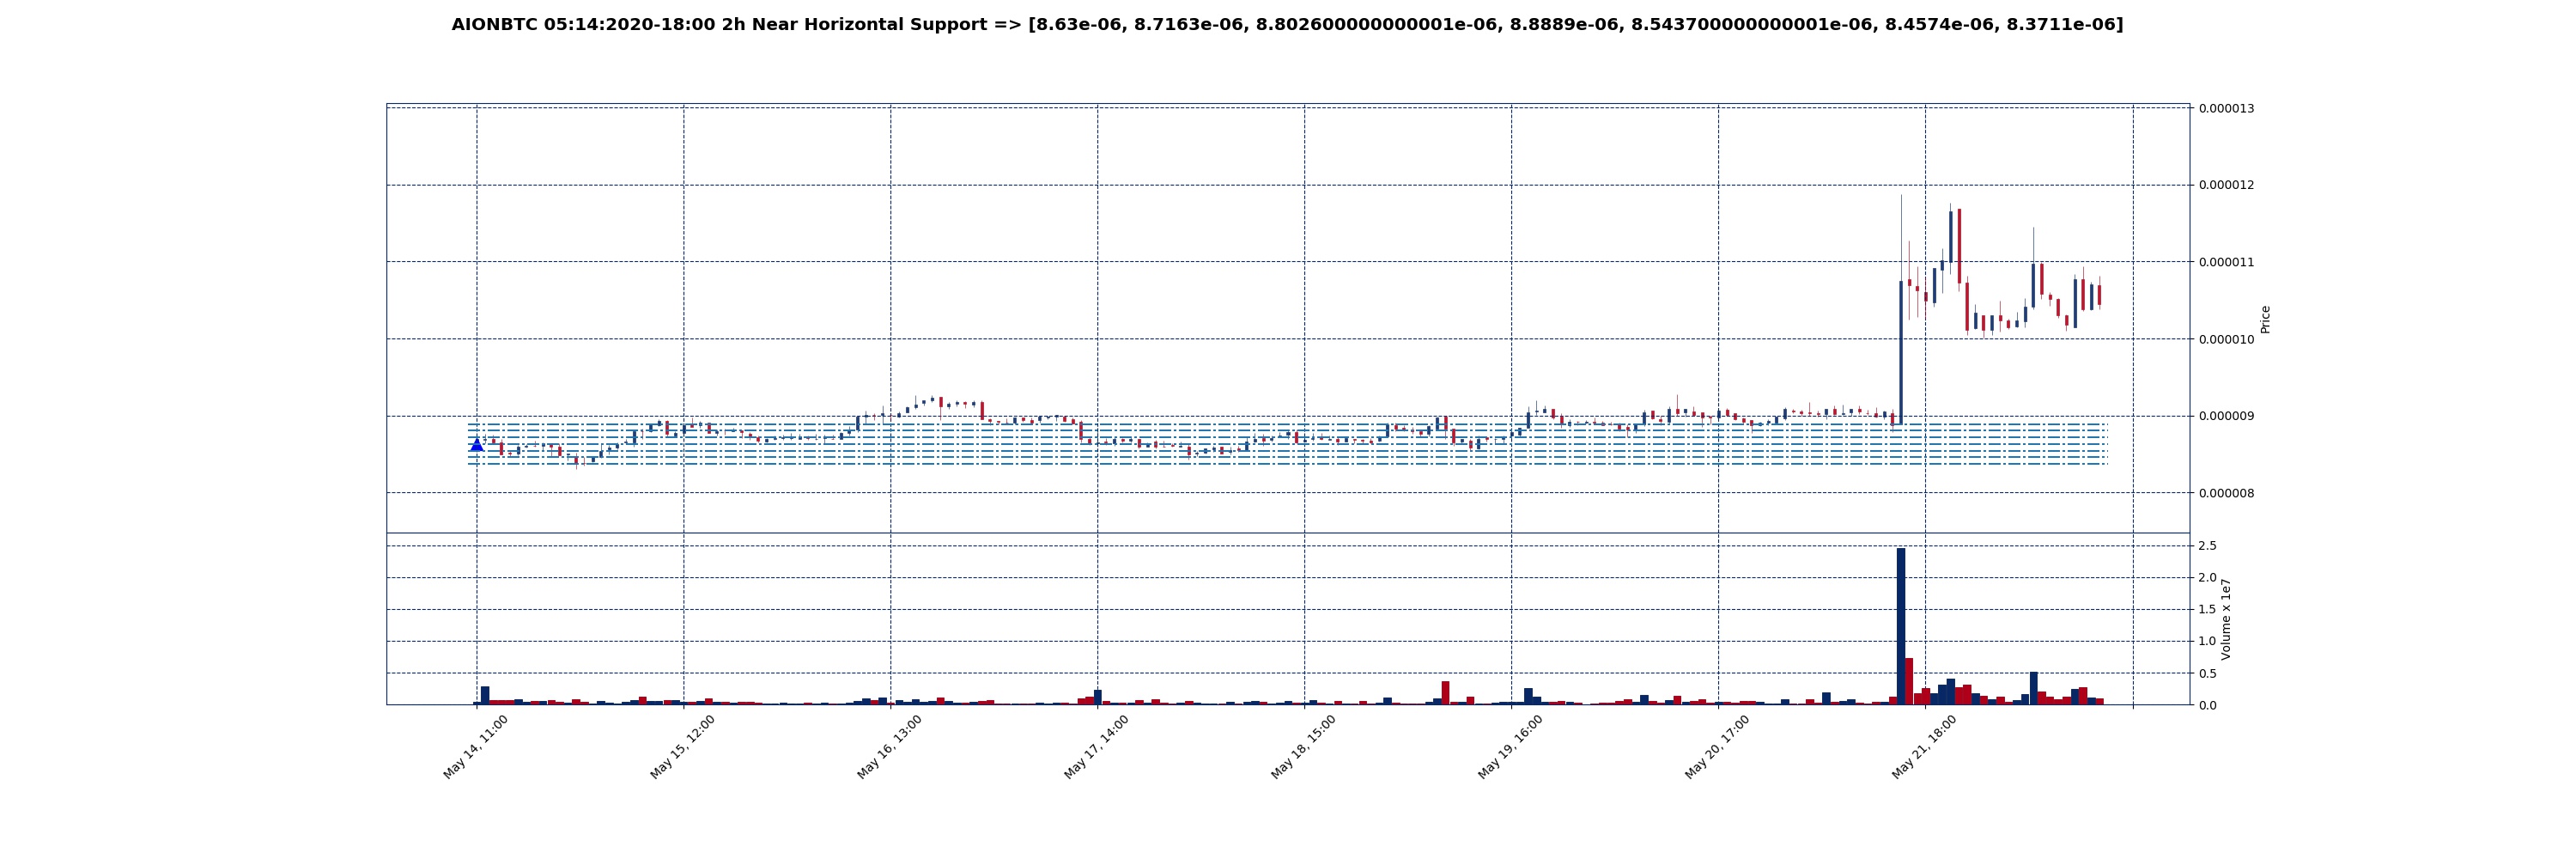 AIONBTC 05:14:2020-18:00 2h Near Horizontal Support => [8.63e-06, 8.7163e-06, 8.802600000000001e-06, 8.8889e-06, 8.543700000000001e-06, 8.4574e-06, 8.3711e-06]
0.000013
0.000012
0.000011
0.000010
0.000009
0.000008
Price
2.5
2.0
1.5
1.0
0.5
0.0
Volume x 1e7
May 14, 11:00
May 15, 12:00
May 16, 13:00
May 17, 14:00
May 18, 15:00
May 19, 16:00
May 20, 17:00
May 21, 18:00